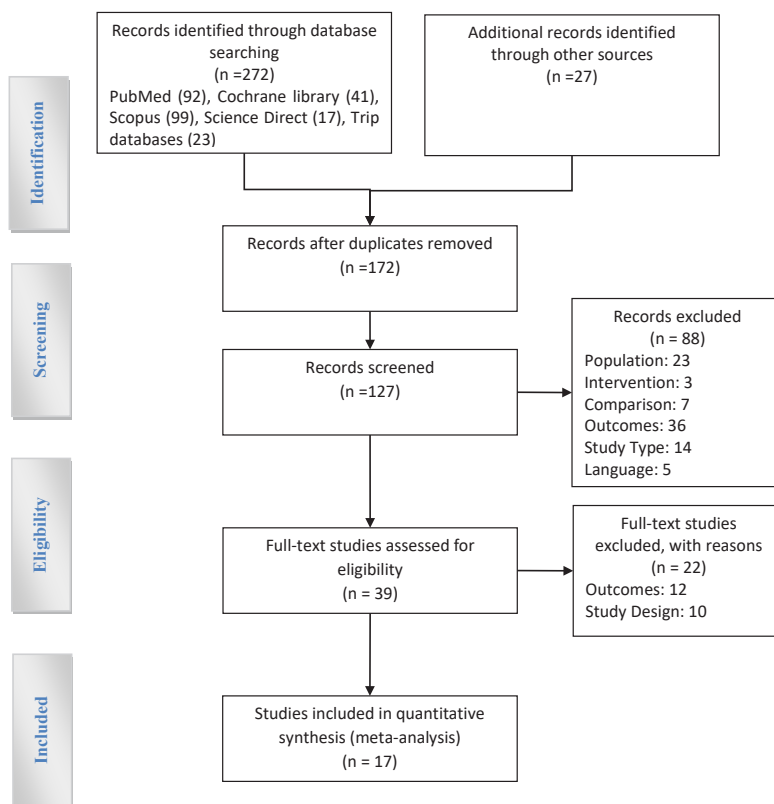 Records identified through database
searching
(n =272)
PubMed (92), Cochrane library (41),
Scopus (99), Science Direct (17), Trip
databases (23)
Additional records identified
through other sources
(n =27)
Identification
Records after duplicates removed
(n =172)
Screening
Records screened
(n =127)
Records excluded
(n = 88)
Population: 23
Intervention: 3
Comparison: 7
Outcomes: 36
Study Type: 14
Language: 5
Eligibility
Full-text studies assessed for
eligibility
(n = 39)
Full-text studies
excluded, with reasons
(n = 22)
Outcomes: 12
Study Design: 10
Included
Studies included in quantitative
synthesis (meta-analysis)
(n = 17)